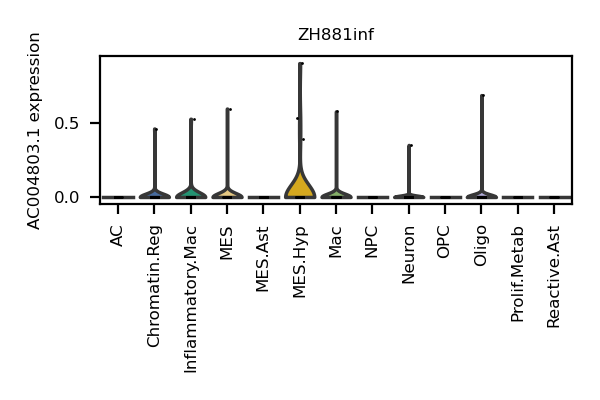 ZH881inf
AC004803.1 expression
0.5
0.0
AC
Chromatin.Reg
Inflammatory.Mac
MES
MES.Ast
MES.Hyp
Mac
NPC
Neuron
OPC
Oligo
Prolif.Metab
Reactive.Ast